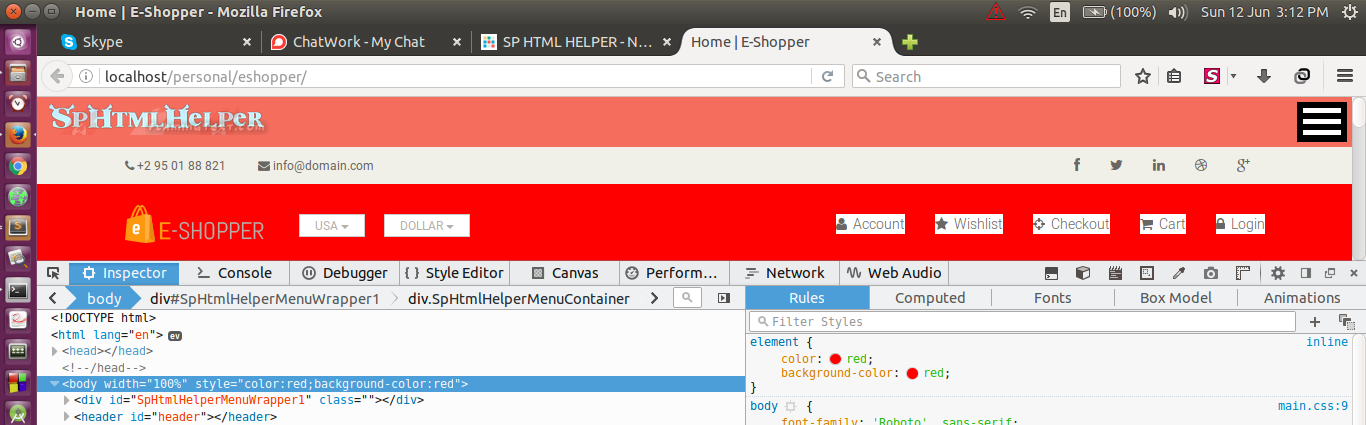 Home | E-Shopper - Mozilla Firefox
En (100%) Sun 12 Jun 3:12 PM
Skype ChatWork - My Chat SP HTML HELPER - N... Home | E-Shopper
localhost/personal/eshopper/ Search
SpHtmlHelper
+2 95 01 88 821 info@domain.com
E-SHOPPER USA DOLLAR Account Wishlist Checkout Cart Login
Inspector Console Debugger Style Editor Canvas Perform... Network Web Audio
body div#SpHtmlHelperMenuWrapper1 div.SpHtmlHelperMenuContainer Rules Computed Fonts Box Model Animations
<!DOCTYPE html>
<html lang="en"> ev
<head></head>
<!--/head-->
<body width="100%" style="color:red;background-color:red">
<div id="SpHtmlHelperMenuWrapper1" class=""></div>
<header id="header"></header>
Filter Styles
element { inline
color: red;
background-color: red;
}
body { main.css:9
font-family: 'Roboto', sans-serif;